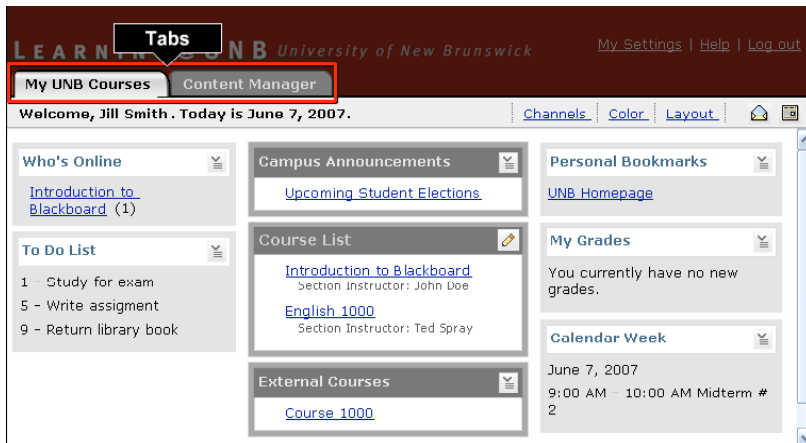 Tabs
LEARNIN UNB University of New Brunswick
My Settings | Help | Log out
My UNB Courses Content Manager
Welcome, Jill Smith. Today is June 7, 2007.
Channels Color Layout
Who's Online
Introduction to
Blackboard (1)
To Do List
1 - Study for exam
5 - Write assigment
9 - Return library book
Campus Announcements
Upcoming Student Elections
Course List
Introduction to Blackboard
Section Instructor: John Doe
English 1000
Section Instructor: Ted Spray
External Courses
Course 1000
Personal Bookmarks
UNB Homepage
My Grades
You currently have no new
grades.
Calendar Week
June 7, 2007
9:00 AM - 10:00 AM Midterm #
2